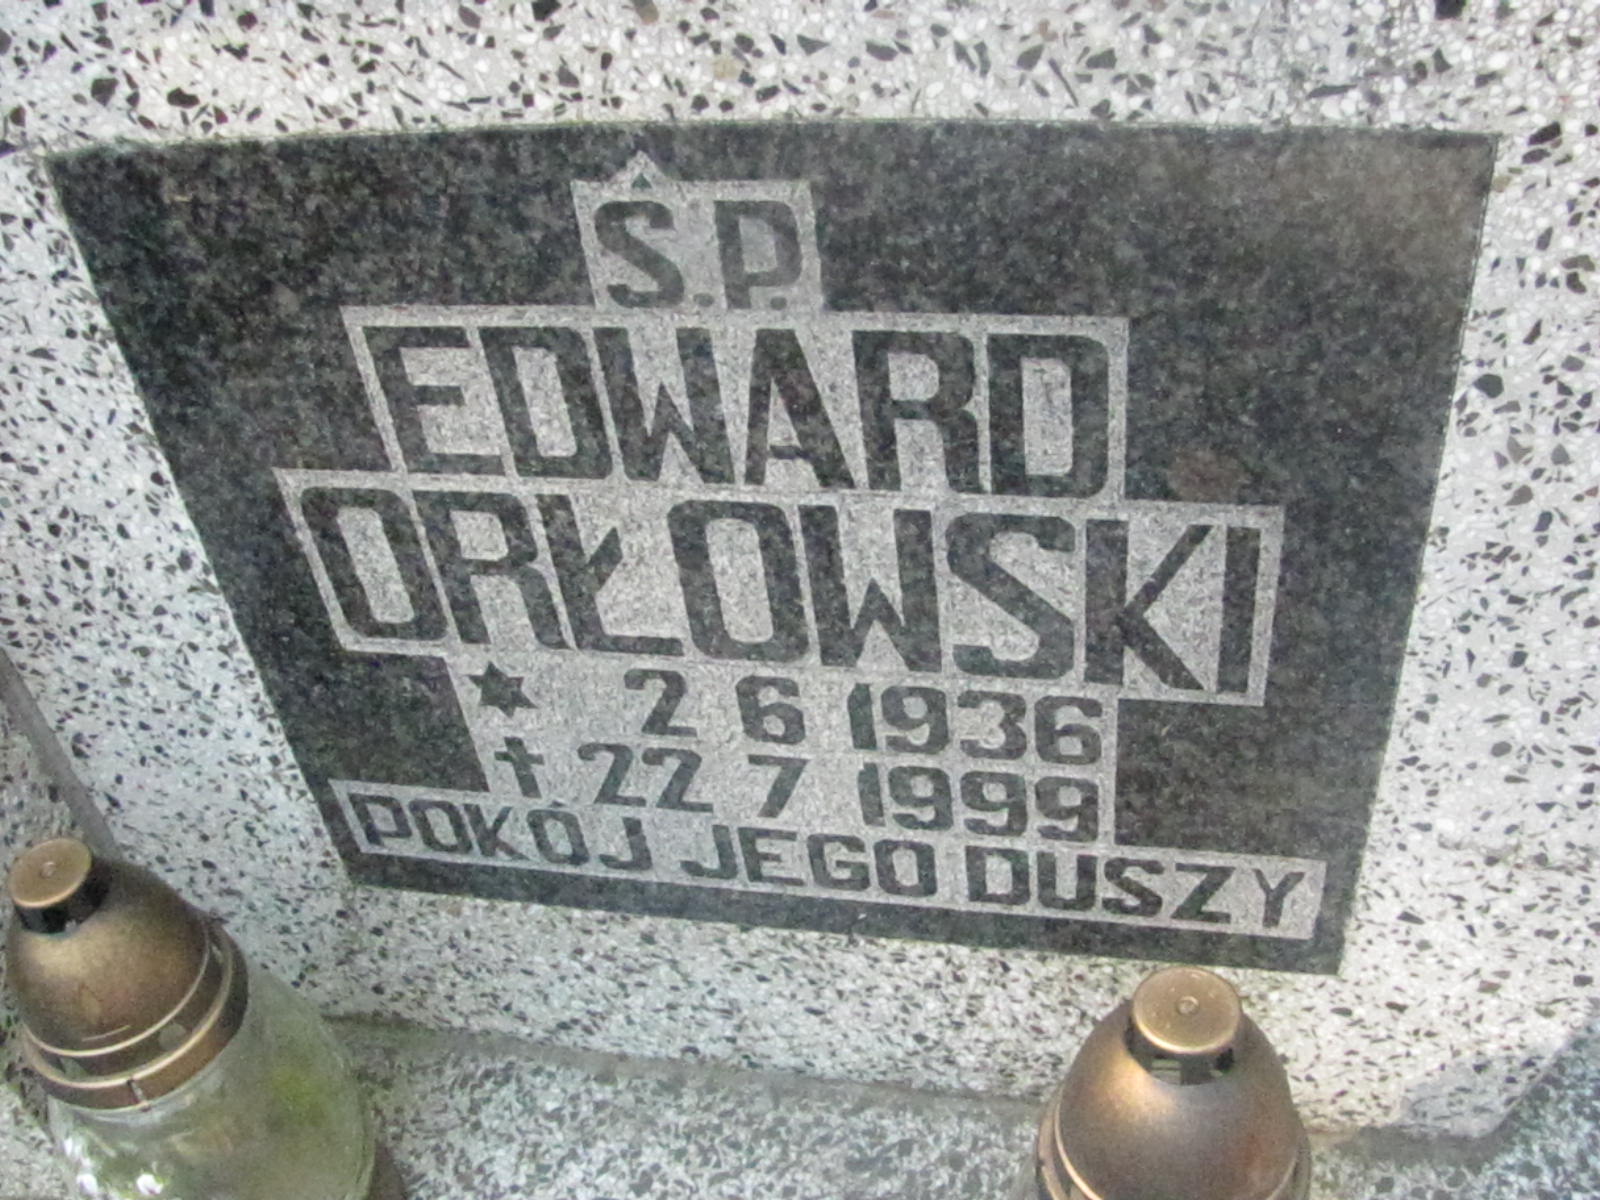 Ś.P.
EDWARD
ORŁOWSKI
★ 2 6 1936
✝ 22 7 1999
POKÓJ JEGO DUSZY